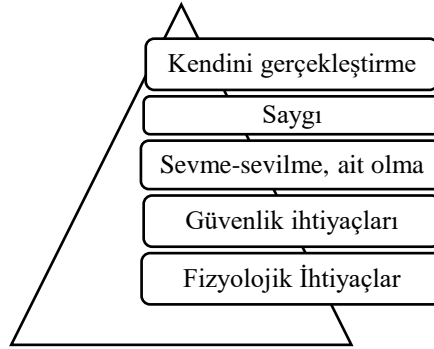 Kendini gerçekleştirme
Saygı
Sevme-sevilme, ait olma
Güvenlik ihtiyaçları
Fizyolojik İhtiyaçlar